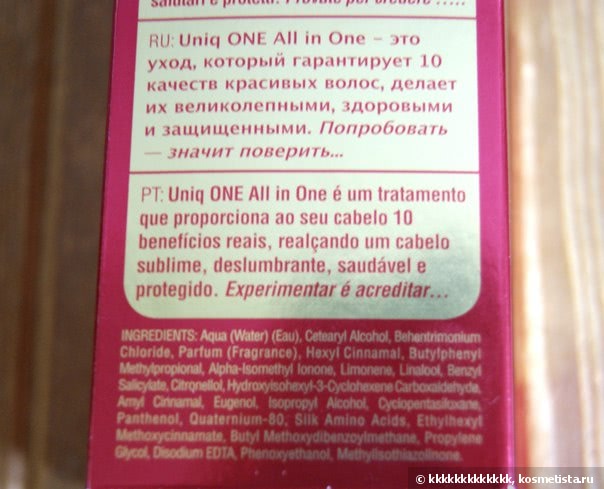 salutari e protetti. Provate per credere .....
RU: Uniq ONE All in One – это
уход, который гарантирует 10
качеств красивых волос, делает
их великолепными, здоровыми
и защищенными. Попробовать
— значит поверить...
PT: Uniq ONE All in One é um tratamento
que proporciona ao seu cabelo 10
benefícios reais, realçando um cabelo
sublime, deslumbrante, saudável e
protegido. Experimentar é acreditar...
INGREDIENTS: Aqua (Water) (Eau), Cetearyl Alcohol, Behentrimonium
Chloride, Parfum (Fragrance), Hexyl Cinnamal, Butylphenyl
Methylpropional, Alpha-Isomethyl Ionone, Limonene, Linalool, Benzyl
Salicylate, Citronellol, Hydroxyisohexyl-3-Cyclohexene Carboxaldehyde,
Amyl Cinnamal, Eugenol, Isopropyl Alcohol, Cyclopentasiloxane,
Panthenol, Quaternium-80, Silk Amino Acids, Ethylhexyl
Methoxycinnamate, Butyl Methoxydibenzoylmethane, Propylene
Glycol, Disodium EDTA, Phenoxyethanol, Methylisothiazolinone.
© kkkkkkkkkkkkk, kosmetista.ru